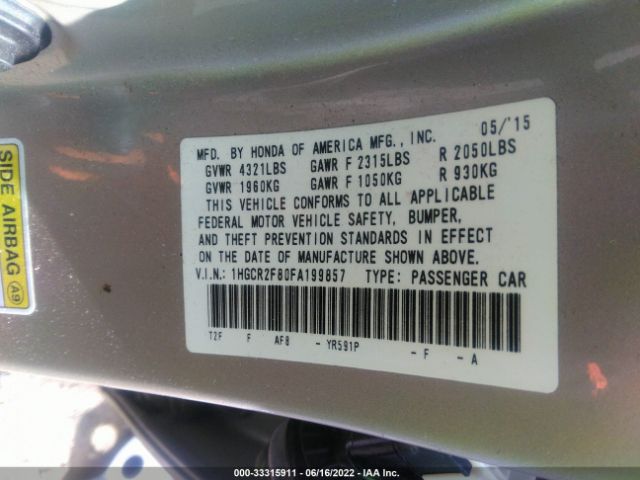 MFD. BY HONDA OF AMERICA MFG., INC. 05/'15
GVWR 4321LBS GAWR F 2315LBS R 2050LBS
GVWR 1960KG GAWR F 1050KG R 930KG
THIS VEHICLE CONFORMS TO ALL APPLICABLE
FEDERAL MOTOR VEHICLE SAFETY, BUMPER,
AND THEFT PREVENTION STANDARDS IN EFFECT
ON THE DATE OF MANUFACTURE SHOWN ABOVE.
V.I.N.: 1HGCR2F80FA199857 TYPE: PASSENGER CAR
T2F F AF8 - YR591P - F - A
SIDE AIRBAG A9
000-33315911 - 06/16/2022 - IAA Inc.